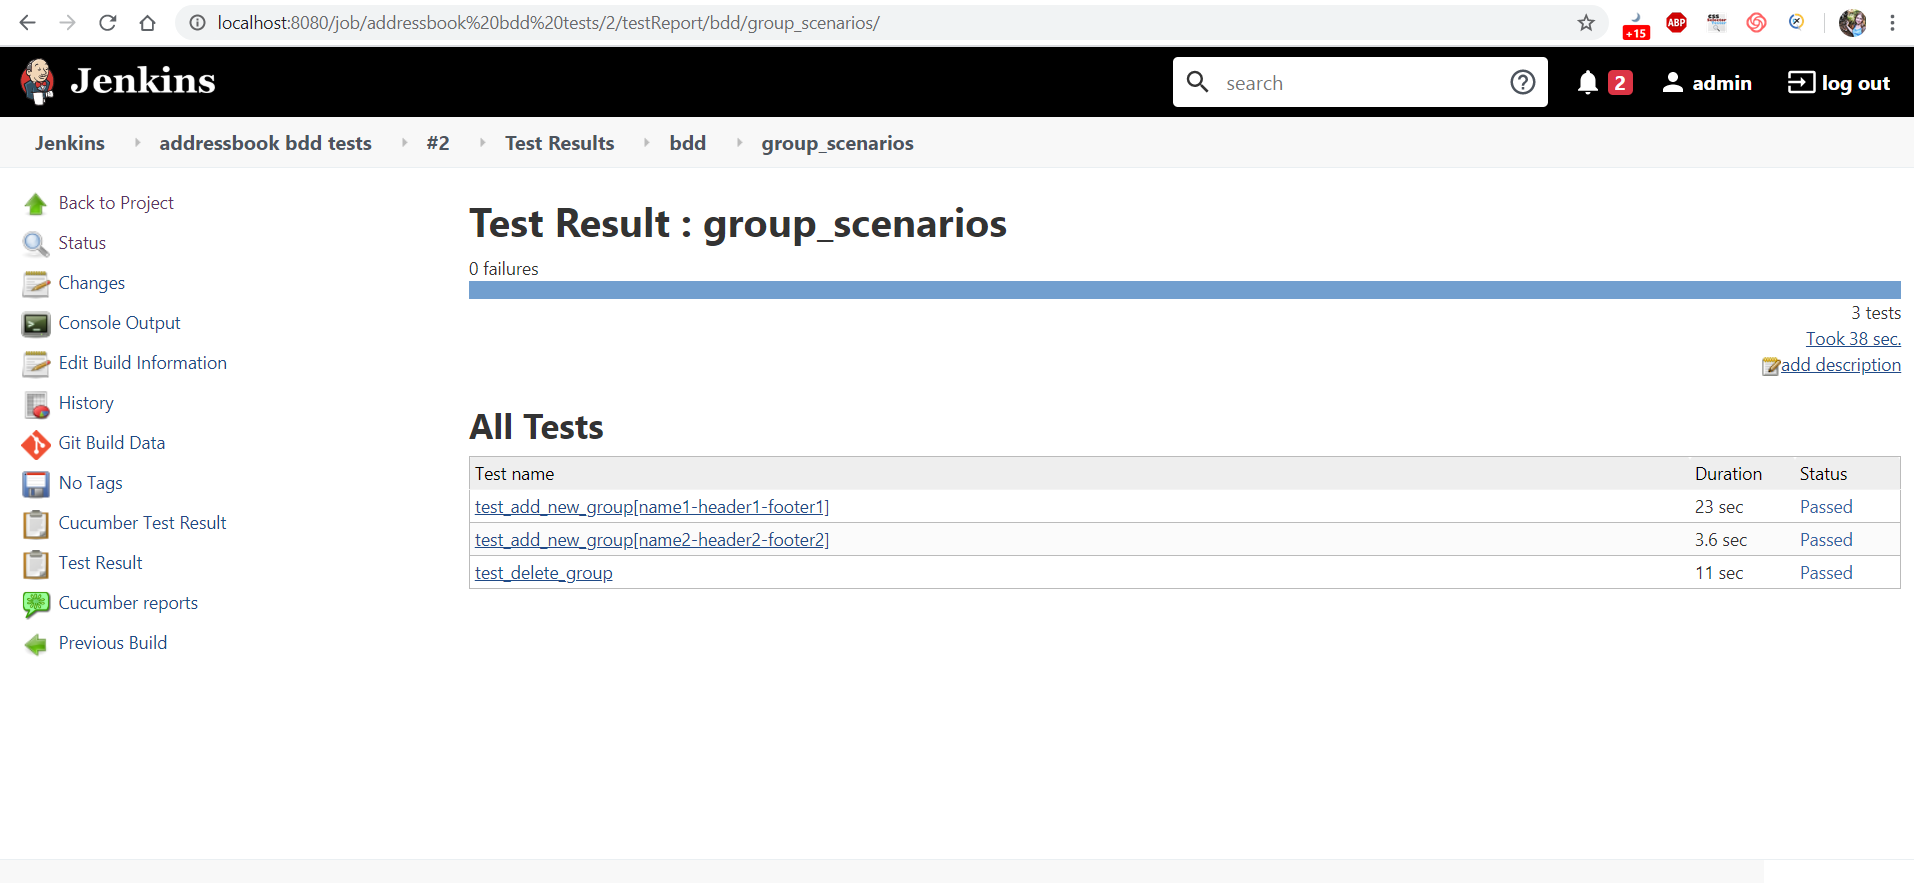 localhost:8080/job/addressbook%20bdd%20tests/2/testReport/bdd/group_scenarios/
+15
ABP
CSS
Jenkins
search
2
admin
log out
Jenkins addressbook bdd tests #2 Test Results bdd group_scenarios
Back to Project
Status
Changes
Console Output
Edit Build Information
History
Git Build Data
No Tags
Cucumber Test Result
Test Result
Cucumber reports
Previous Build
Test Result : group_scenarios
0 failures
3 tests
Took 38 sec.
add description
All Tests
Test name Duration Status
test_add_new_group[name1-header1-footer1] 23 sec Passed
test_add_new_group[name2-header2-footer2] 3.6 sec Passed
test_delete_group 11 sec Passed